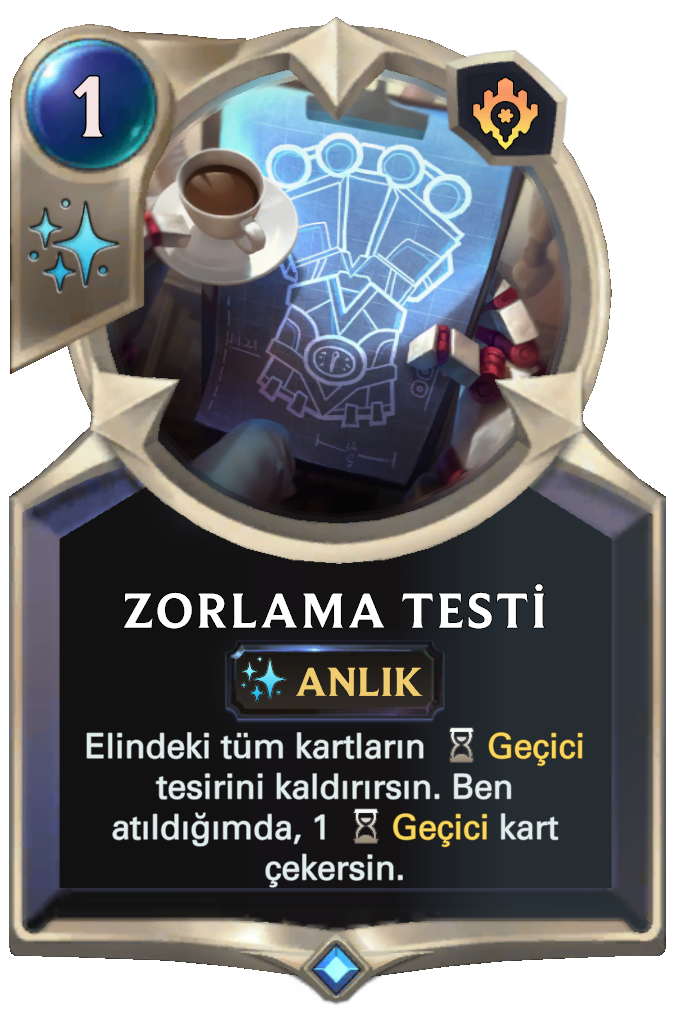 1
ZORLAMA TESTİ
ANLIK
Elindeki tüm kartların Geçici
tesirini kaldırırsın. Ben
atıldığımda, 1 Geçici kart
çekersin.